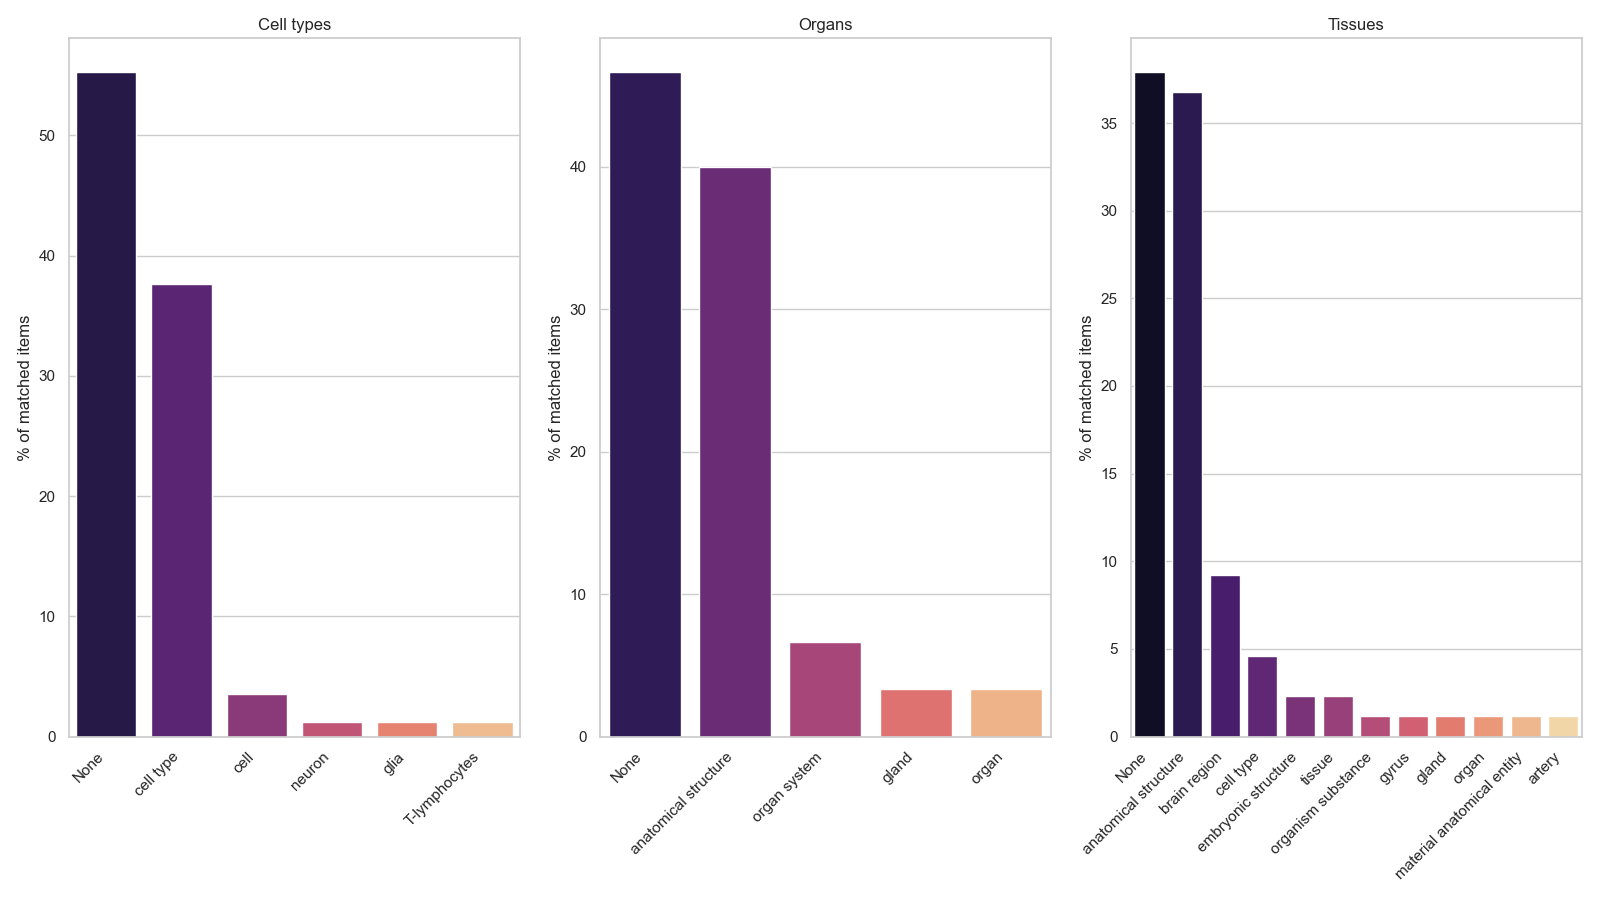 Cell types
% of matched items
50
40
30
20
10
0
None
cell type
cell
neuron
glia
T-lymphocytes
Organs
% of matched items
40
30
20
10
0
None
anatomical structure
organ system
gland
organ
Tissues
% of matched items
35
30
25
20
15
10
5
0
None
anatomical structure
brain region
cell type
embryonic structure
tissue
organism substance
gyrus
gland
organ
material anatomical entity
artery